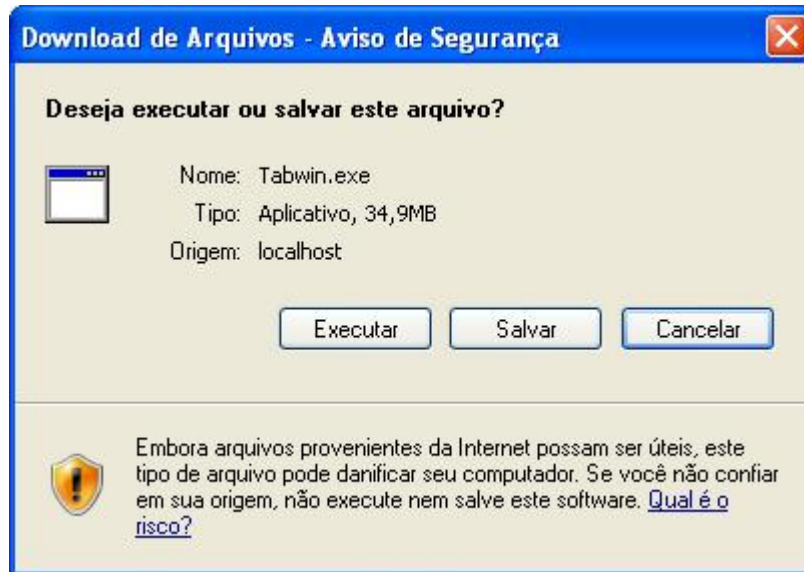 Download de Arquivos - Aviso de Segurança
Deseja executar ou salvar este arquivo?
Nome: Tabwin.exe
Tipo: Aplicativo, 34,9MB
Origem: localhost
Executar Salvar Cancelar
Embora arquivos provenientes da Internet possam ser úteis, este
tipo de arquivo pode danificar seu computador. Se você não confiar
em sua origem, não execute nem salve este software. Qual é o
risco?